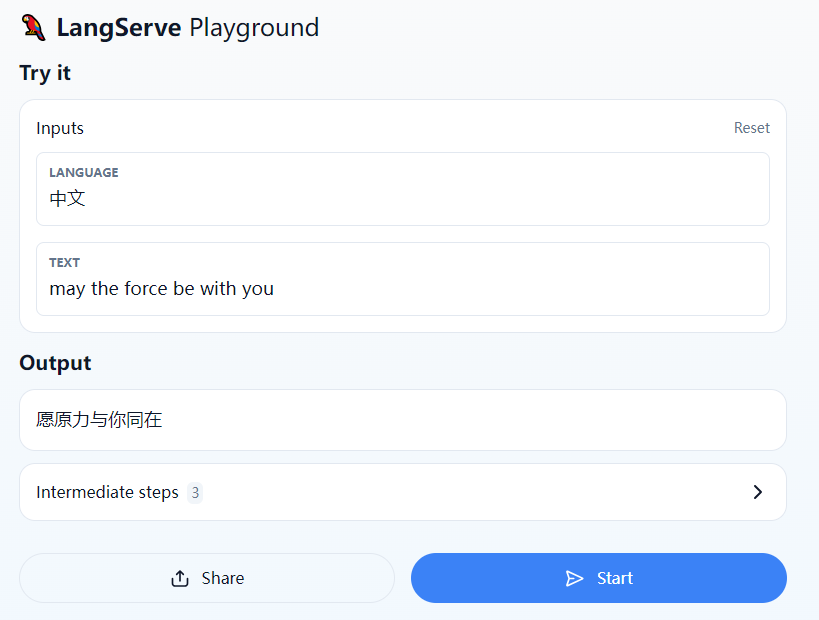 LangServe Playground
Try it
Inputs
Reset
LANGUAGE
中文
TEXT
may the force be with you
Output
愿原力与你同在
Intermediate steps 3
Share
Start